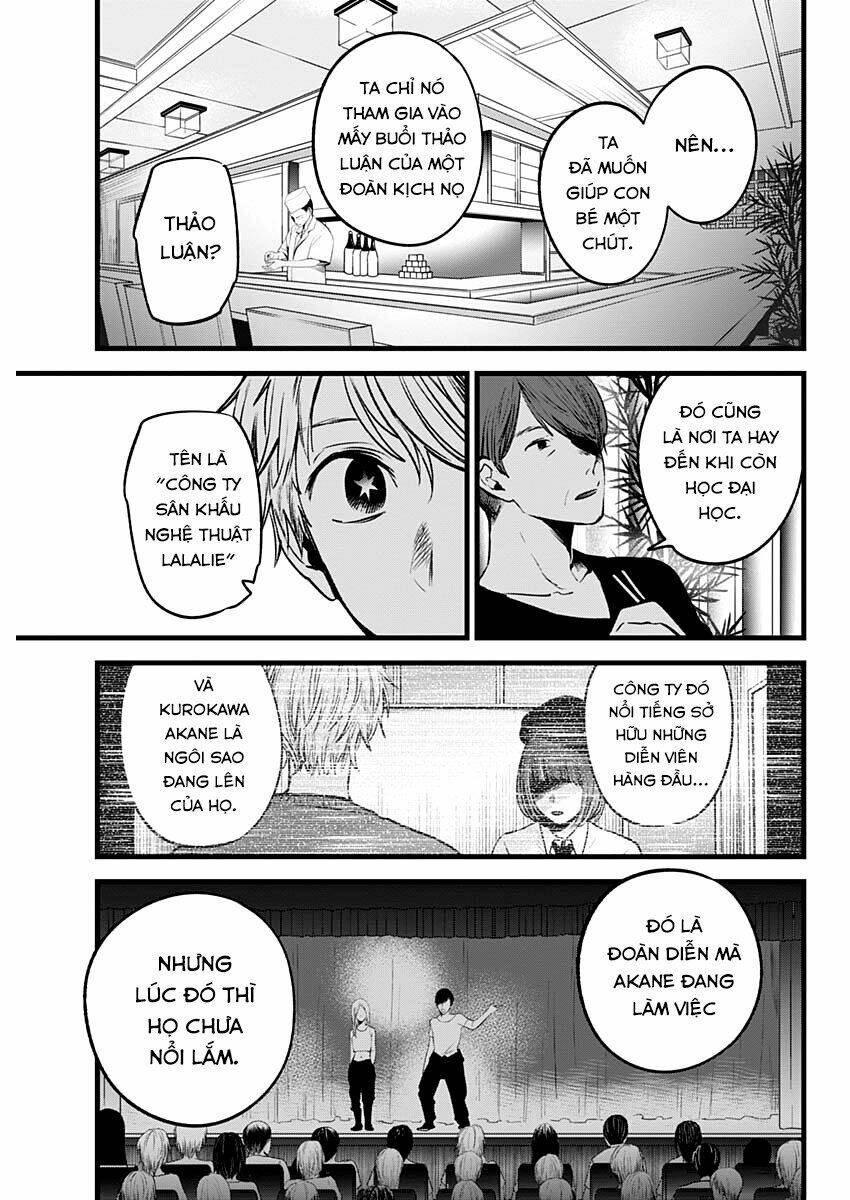 NÊN...
TA
ĐÃ MUỐN
GIÚP CON
BÉ MỘT
CHÚT.
TA CHỈ NÓ
THAM GIA VÀO
MẤY BUỔI THẢO
LUẬN CỦA MỘT
ĐOÀN KỊCH NỌ
THẢO
LUẬN?
ĐÓ CŨNG
LÀ NƠI TA HAY
ĐẾN KHI CÒN
HỌC ĐẠI
HỌC.
TÊN LÀ
"CÔNG TY
SÂN KHẤU
NGHỆ THUẬT
LALALIE"
CÔNG TY ĐÓ
NỔI TIẾNG SỞ
HỮU NHỮNG
DIỄN VIÊN
HÀNG ĐẦU...
VÀ
KUROKAWA
AKANE LÀ
NGÔI SAO
ĐANG LÊN
CỦA HỌ.
ĐÓ LÀ
ĐOÀN DIỄN MÀ
AKANE ĐANG
LÀM VIỆC
NHƯNG
LÚC ĐÓ THÌ
HỌ CHƯA
NỔI LẮM.